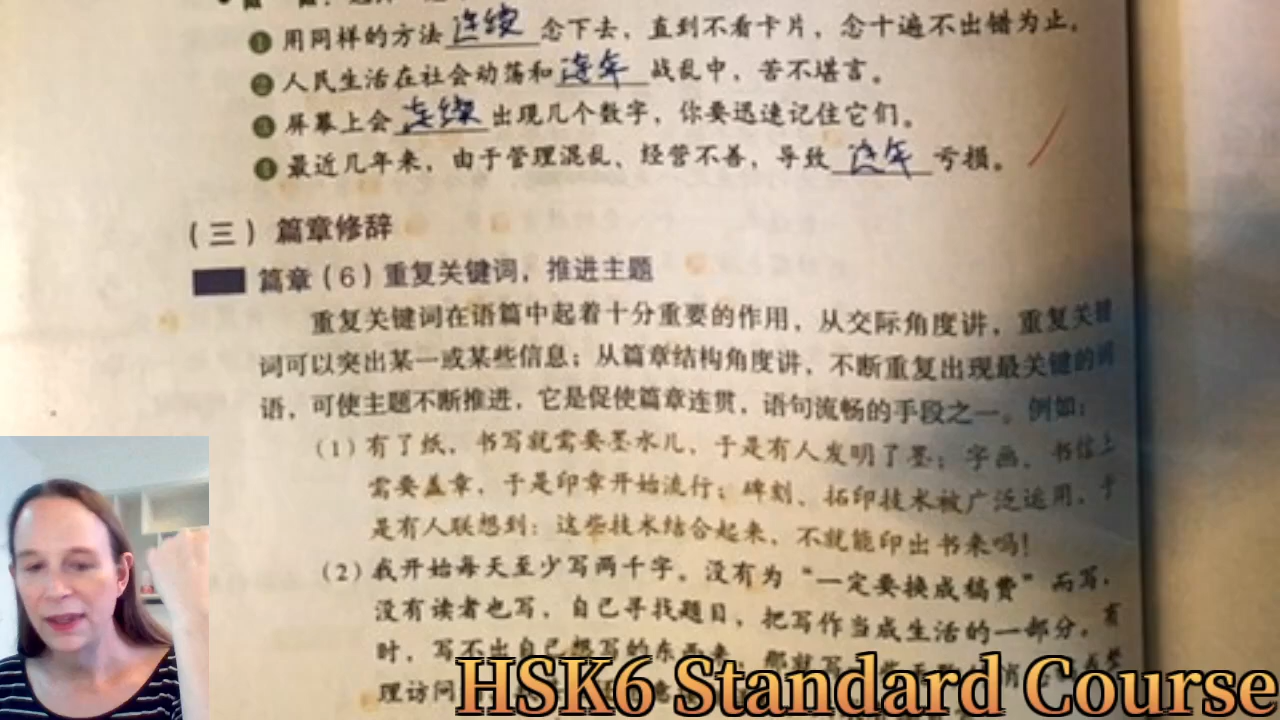 ① 用同样的方法连续念下去，直到不看卡片，念十遍不出错为止。
② 人民生活在社会动荡和连年战乱中，苦不堪言。
③ 屏幕上会连续出现几个数字，你要迅速记住它们。
④ 最近几年来，由于管理混乱、经营不善，导致连年亏损。
（三）篇章修辞
篇章（6）重复关键词，推进主题
重复关键词在语篇中起着十分重要的作用，从交际角度讲，重复关键
词可以突出某一或某些信息；从篇章结构角度讲，不断重复出现最关键的词
语，可使主题不断推进，它是促使篇章连贯，语句流畅的手段之一。例如：
（1）有了纸，书写就需要墨水儿，于是有人发明了墨；字画、书信上
需要盖章，于是印章开始流行；碑刻、拓印技术被广泛运用，于
是有人联想到：这些技术结合起来，不就能印出书来吗！
（2）我开始每天至少写两千字。没有为“一定要换成稿费”而写，
没有读者也写，自己寻找题目，把写作当成生活的一部分。有
时，写不出自己想写的东西来，那就写
理访问
HSK6 Standard Course